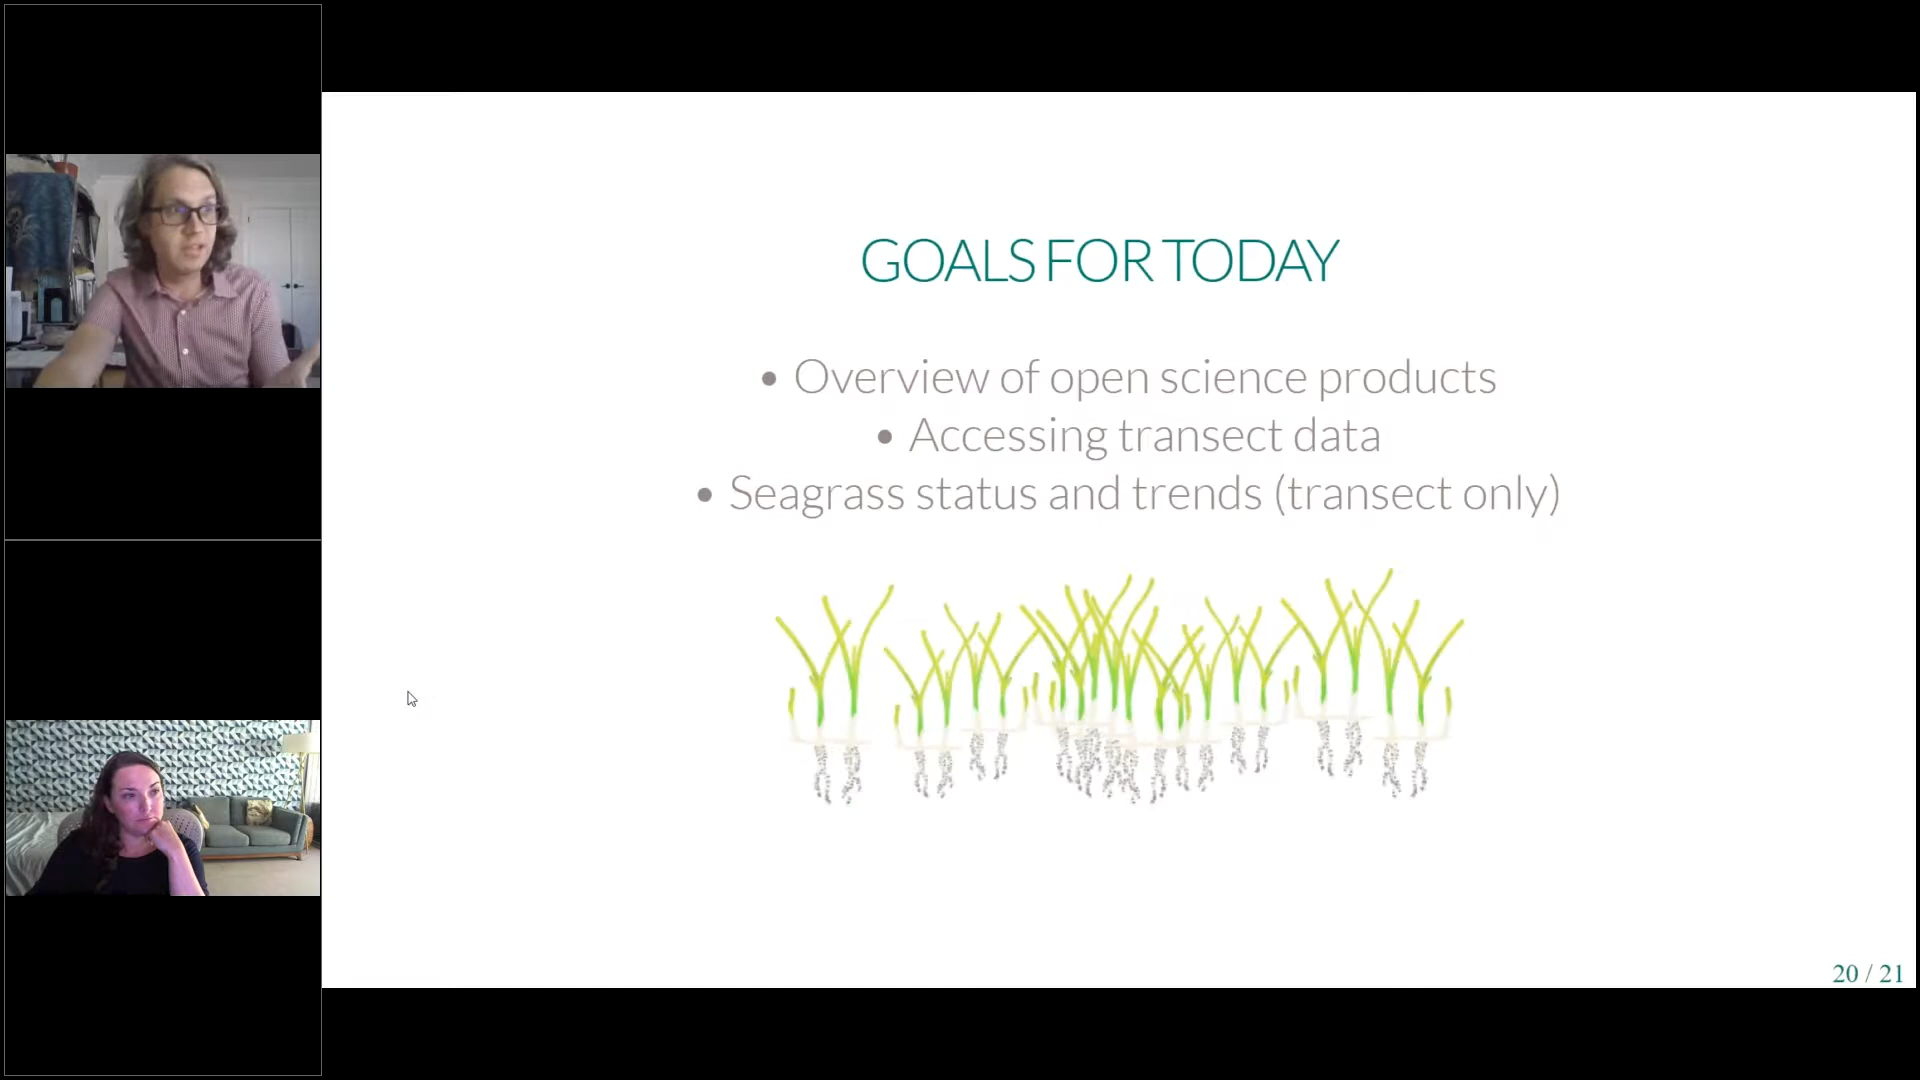 GOALS FOR TODAY
• Overview of open science products
• Accessing transect data
• Seagrass status and trends (transect only)
20 / 21